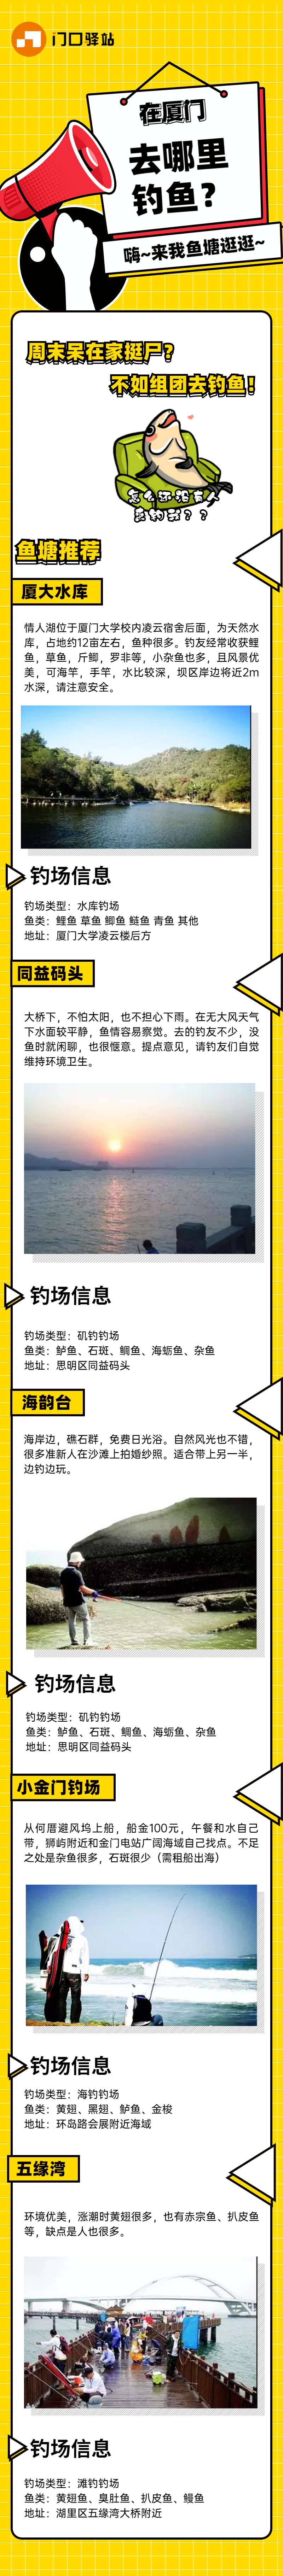 门口驿站
在厦门
去哪里
钓鱼？
嗨~来我鱼塘逛逛~
周末呆在家挺尸？
不如组团去钓鱼！
怎么还没有人
惹钓我？？
鱼塘推荐
厦大水库
情人湖位于厦门大学校内凌云宿舍后面，为天然水
库，占地约12亩左右，鱼种很多。钓友经常收获鲤
鱼，草鱼，斤鲫，罗非等，小杂鱼也多，且风景优
美，可海竿，手竿，水比较深，坝区岸边将近2m
水深，请注意安全。
钓场信息
钓场类型：水库钓场
鱼类：鲤鱼 草鱼 鲫鱼 鲢鱼 青鱼 其他
地址：厦门大学凌云楼后方
同益码头
大桥下，不怕太阳，也不担心下雨。在无大风天气
下水面较平静，鱼情容易察觉。去的钓友不少，没
鱼时就闲聊，也很惬意。提点意见，请钓友们自觉
维持环境卫生。
钓场信息
钓场类型：矶钓钓场
鱼类：鲈鱼、石斑、鲷鱼、海蛎鱼、杂鱼
地址：思明区同益码头
海韵台
海岸边，礁石群，免费日光浴。自然风光也不错，
很多准新人在沙滩上拍婚纱照。适合带上另一半，
边钓边玩。
钓场信息
钓场类型：矶钓钓场
鱼类：鲈鱼、石斑、鲷鱼、海蛎鱼、杂鱼
地址：思明区同益码头
小金门钓场
从何厝避风坞上船，船金100元，午餐和水自己
带，狮屿附近和金门电站广阔海域自己找点。不足
之处是杂鱼很多，石斑很少（需租船出海）
钓场信息
钓场类型：海钓钓场
鱼类：黄翅、黑翅、鲈鱼、金梭
地址：环岛路会展附近海域
五缘湾
环境优美，涨潮时黄翅很多，也有赤宗鱼、扒皮鱼
等，缺点是人也很多。
钓场信息
钓场类型：滩钓钓场
鱼类：黄翅鱼、臭肚鱼、扒皮鱼、鳗鱼
地址：湖里区五缘湾大桥附近